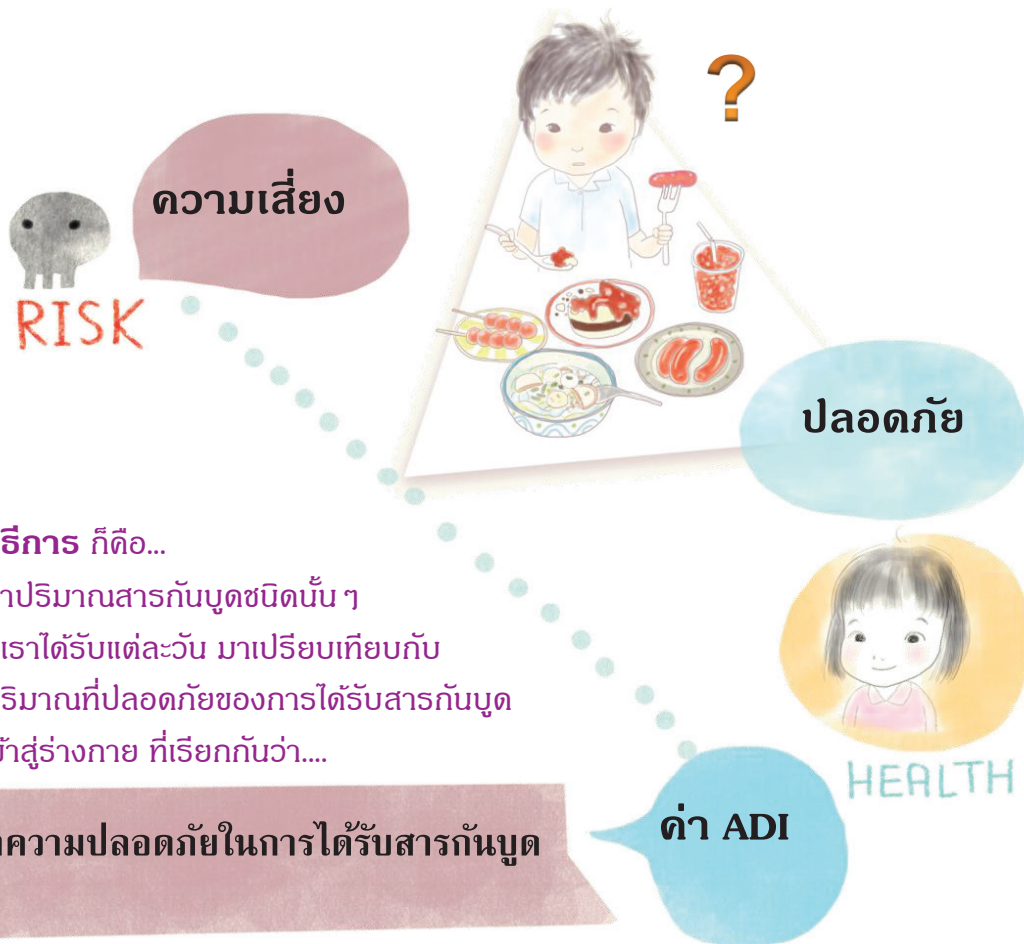 ?
ความเสี่ยง
RISK
ปลอดภัย
ธีการ ก็คือ...
าปริมาณสารกันบูดชนิดนั้น ๆ
เราได้รับแต่ละวัน มาเปรียบเทียบกับ
ริมาณที่ปลอดภัยของการได้รับสารกันบูด
ข้าสู่ร่างกาย ที่เรียกกันว่า....
HEALTH
ความปลอดภัยในการได้รับสารกันบูด
ค่า ADI